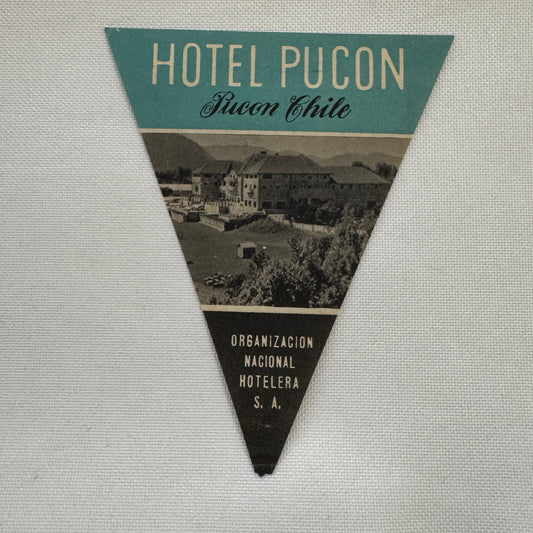 HOTEL PUCON
Pucon Chile
ORGANIZACION
NACIONAL
HOTELERA
S. A.